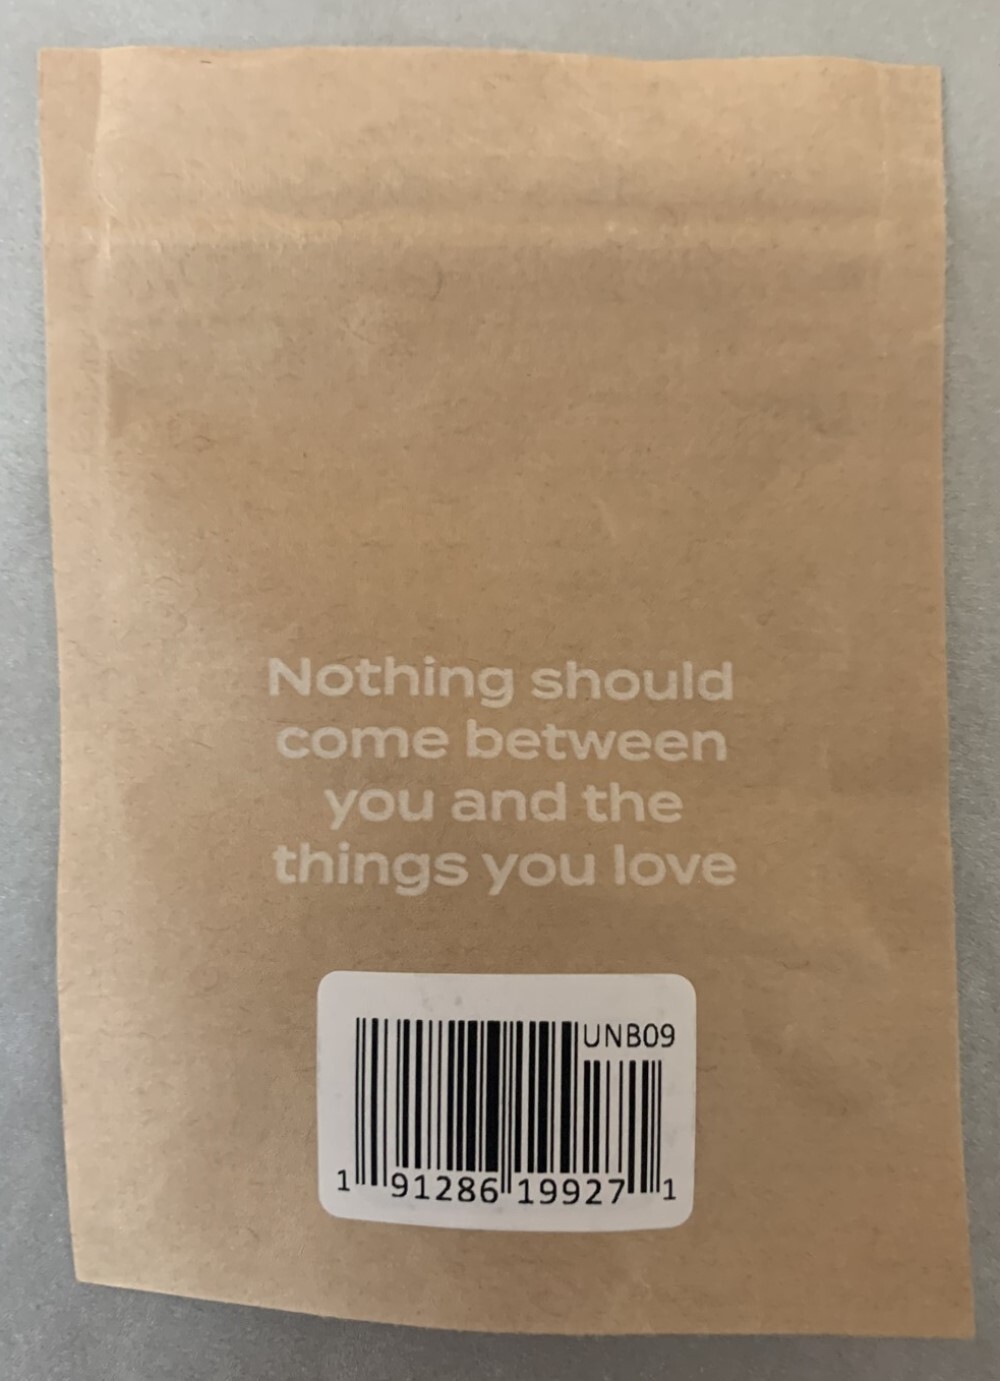 Nothing should
come between
you and the
things you love
UNB09
1 91286 19927 1